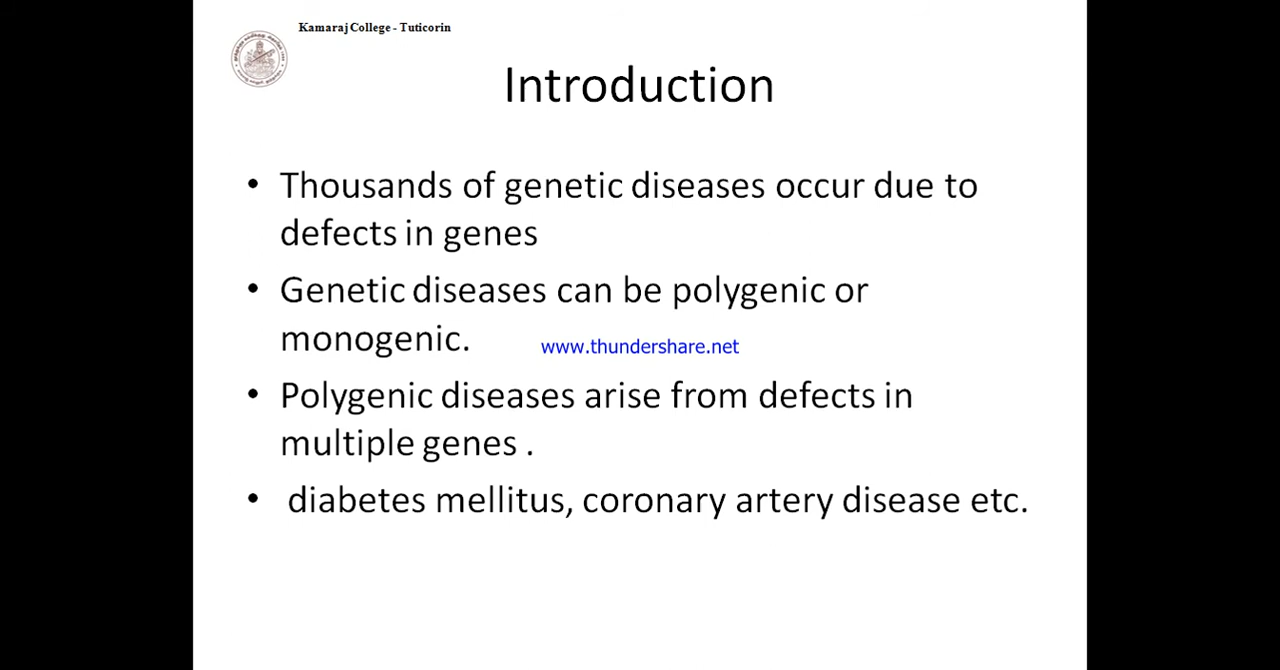 Kamaraj College - Tuticorin
Introduction
• Thousands of genetic diseases occur due to
defects in genes
• Genetic diseases can be polygenic or
monogenic.
www.thundershare.net
• Polygenic diseases arise from defects in
multiple genes .
• diabetes mellitus, coronary artery disease etc.